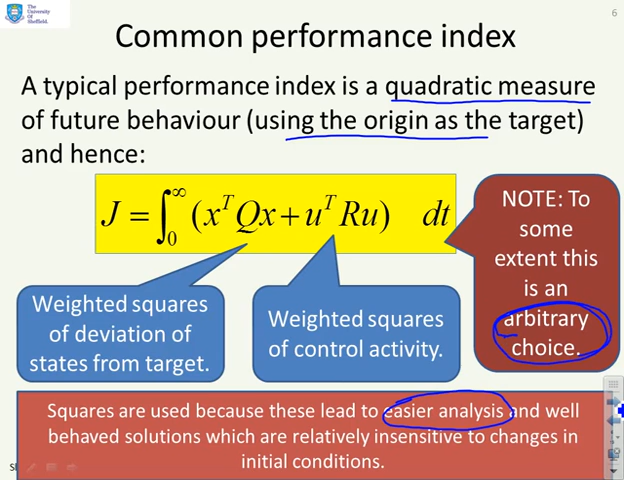 The
University
Of
Sheffield.
6
Common performance index
A typical performance index is a quadratic measure
of future behaviour (using the origin as the target)
and hence:
J = ∫₀^∞ (xᵀQx + uᵀRu) dt
NOTE: To
some
extent this
is an
arbitrary
choice.
Weighted squares
of deviation of
states from target.
Weighted squares
of control activity.
Squares are used because these lead to easier analysis and well
behaved solutions which are relatively insensitive to changes in
initial conditions.